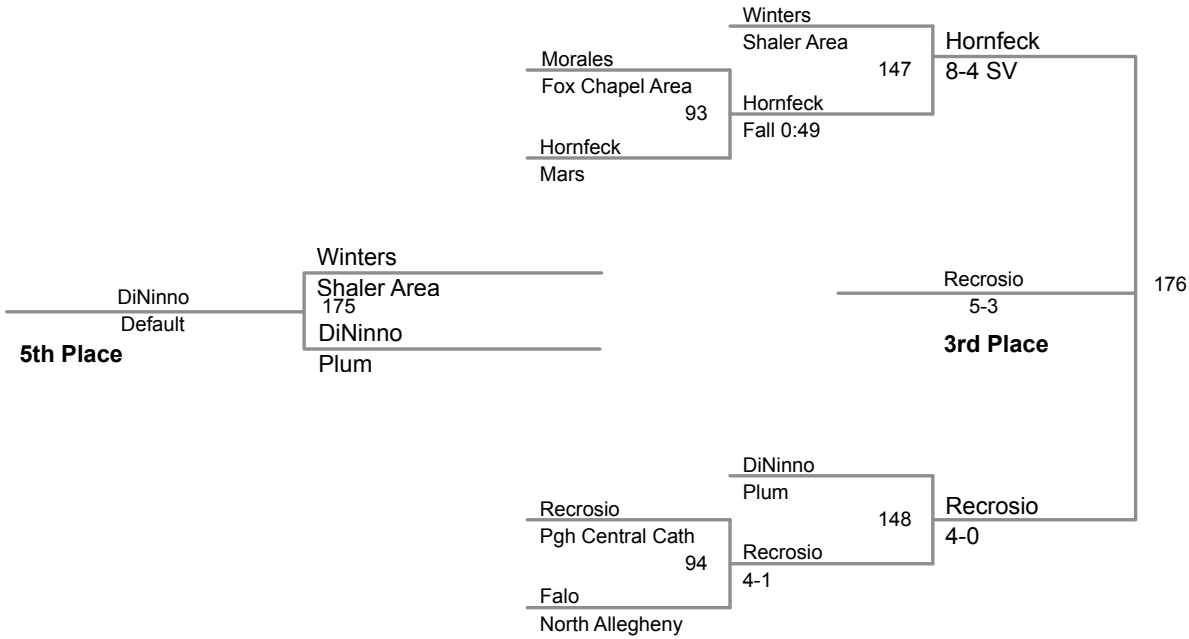 Winters
Shaler Area
Hornfeck
8-4 SV
147
Morales
Fox Chapel Area
93
Hornfeck
Fall 0:49
Hornfeck
Mars
Winters
Shaler Area
175
DiNinno
Plum
DiNinno
Default
5th Place
Recrosio
5-3
3rd Place
176
DiNinno
Plum
148
Recrosio
4-0
Recrosio
Pgh Central Cath
94
Recrosio
4-1
Falo
North Allegheny